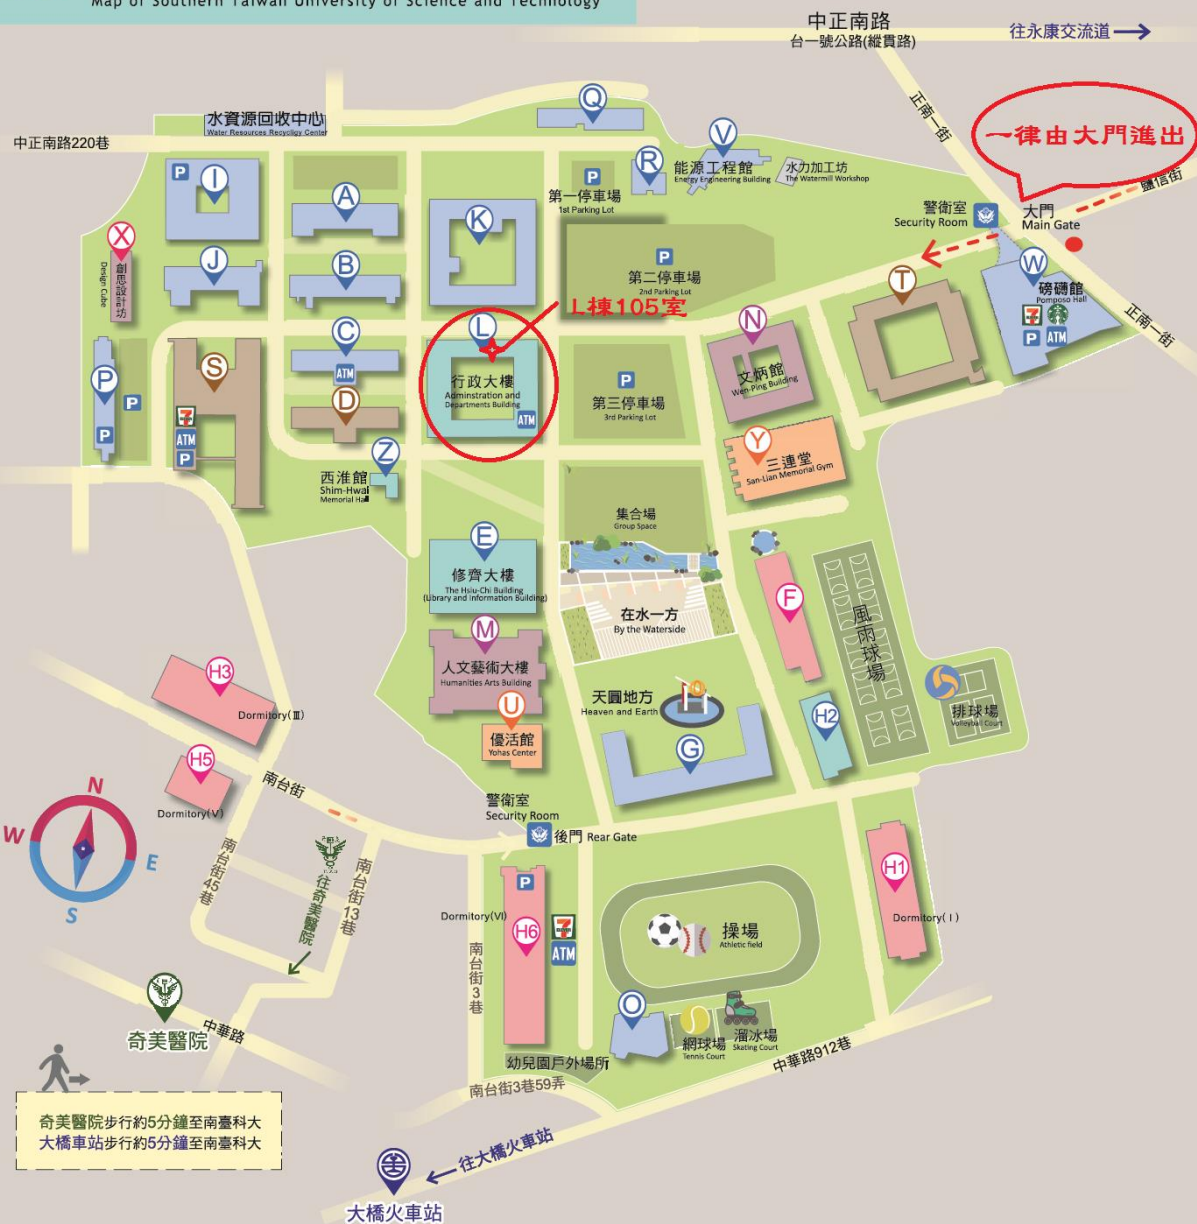 Map of Southern Taiwan University of Science and Technology
中正南路
台一號公路(縱貫路)
往永康交流道
正南一街
一律由大門進出
鹽信街
水資源回收中心
Water Resources Recycligy Center
中正南路220巷
Q
V
R
能源工程館
Energy Engineering Building
水力加工坊
The Watermill Workshop
P
I
A
K
P
第一停車場
1st Parking Lot
警衛室
Security Room
大門
Main Gate
X
創思設計坊
Design Cube
J
B
P
第二停車場
2nd Parking Lot
W
磅礴館
Pomposo Hall
7
P
ATM
正南一街
T
L棟105室
L
行政大樓
Adminstration and
Departments Building
ATM
C
ATM
N
文炳館
Wen-Ping Building
P
P
P
S
7
ATM
P
D
P
第三停車場
3rd Parking Lot
Y
三連堂
San-Lian Memorial Gym
Z
西淮館
Shim-Hwai
Memorial Hall
集合場
Group Space
E
修齊大樓
The Hsiu-Chi Building
(Library and Information Building)
在水一方
By the Waterside
F
風雨球場
M
人文藝術大樓
Humanities Arts Building
H3
Dormitory(Ⅲ)
天圓地方
Heaven and Earth
H2
排球場
Volleyball Court
U
優活館
Yohas Center
G
H5
Dormitory(Ⅴ)
南台街
N
W
E
S
警衛室
Security Room
後門 Rear Gate
南台街45巷
往奇美醫院
南台街13巷
P
Dormitory(Ⅵ)
H6
7
ATM
南台街3巷
操場
Athletic field
H1
Dormitory(Ⅰ)
奇美醫院
中華路
O
網球場
Tennis Court
溜冰場
Skating Court
幼兒園戶外場所
南台街3巷59弄
中華路912巷
奇美醫院步行約5分鐘至南臺科大
大橋車站步行約5分鐘至南臺科大
往大橋火車站
大橋火車站